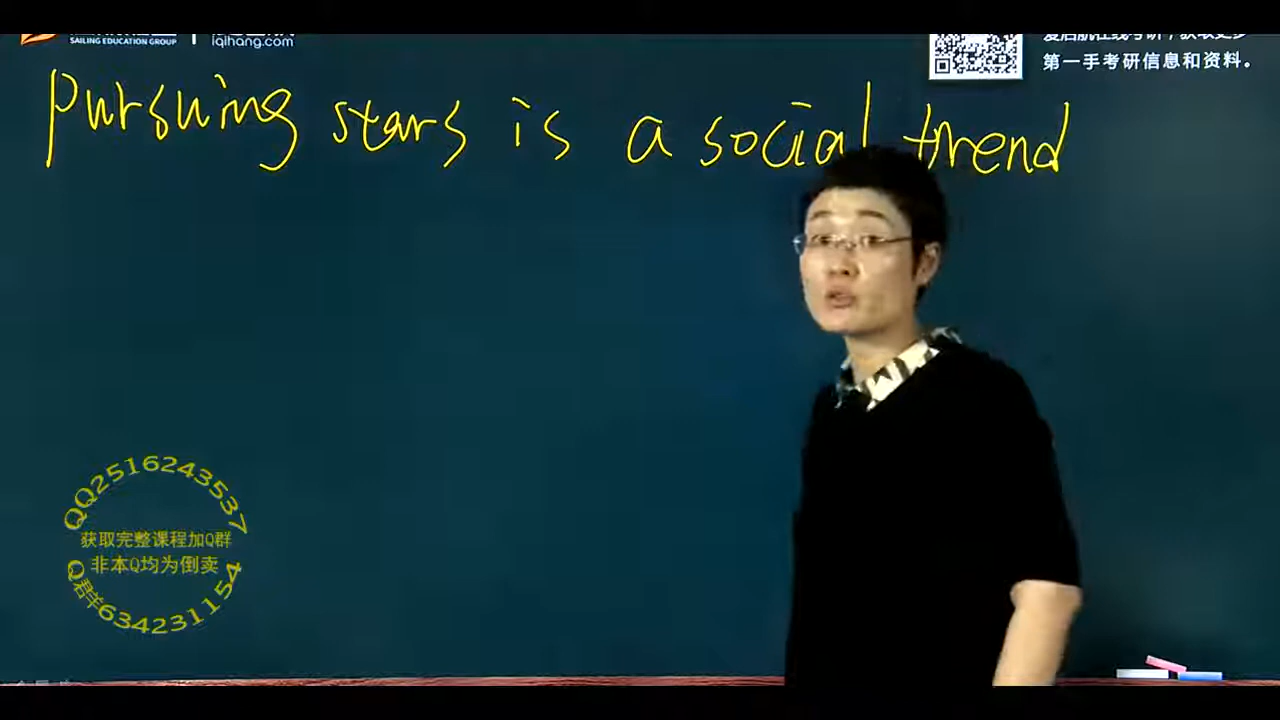 SAILING EDUCATION GROUP
iqihang.com
第一手考研信息和资料。
Pursuing stars is a social trend
QQ2516243537
获取完整课程加Q群
非本Q均为倒卖
Q群羊634231154